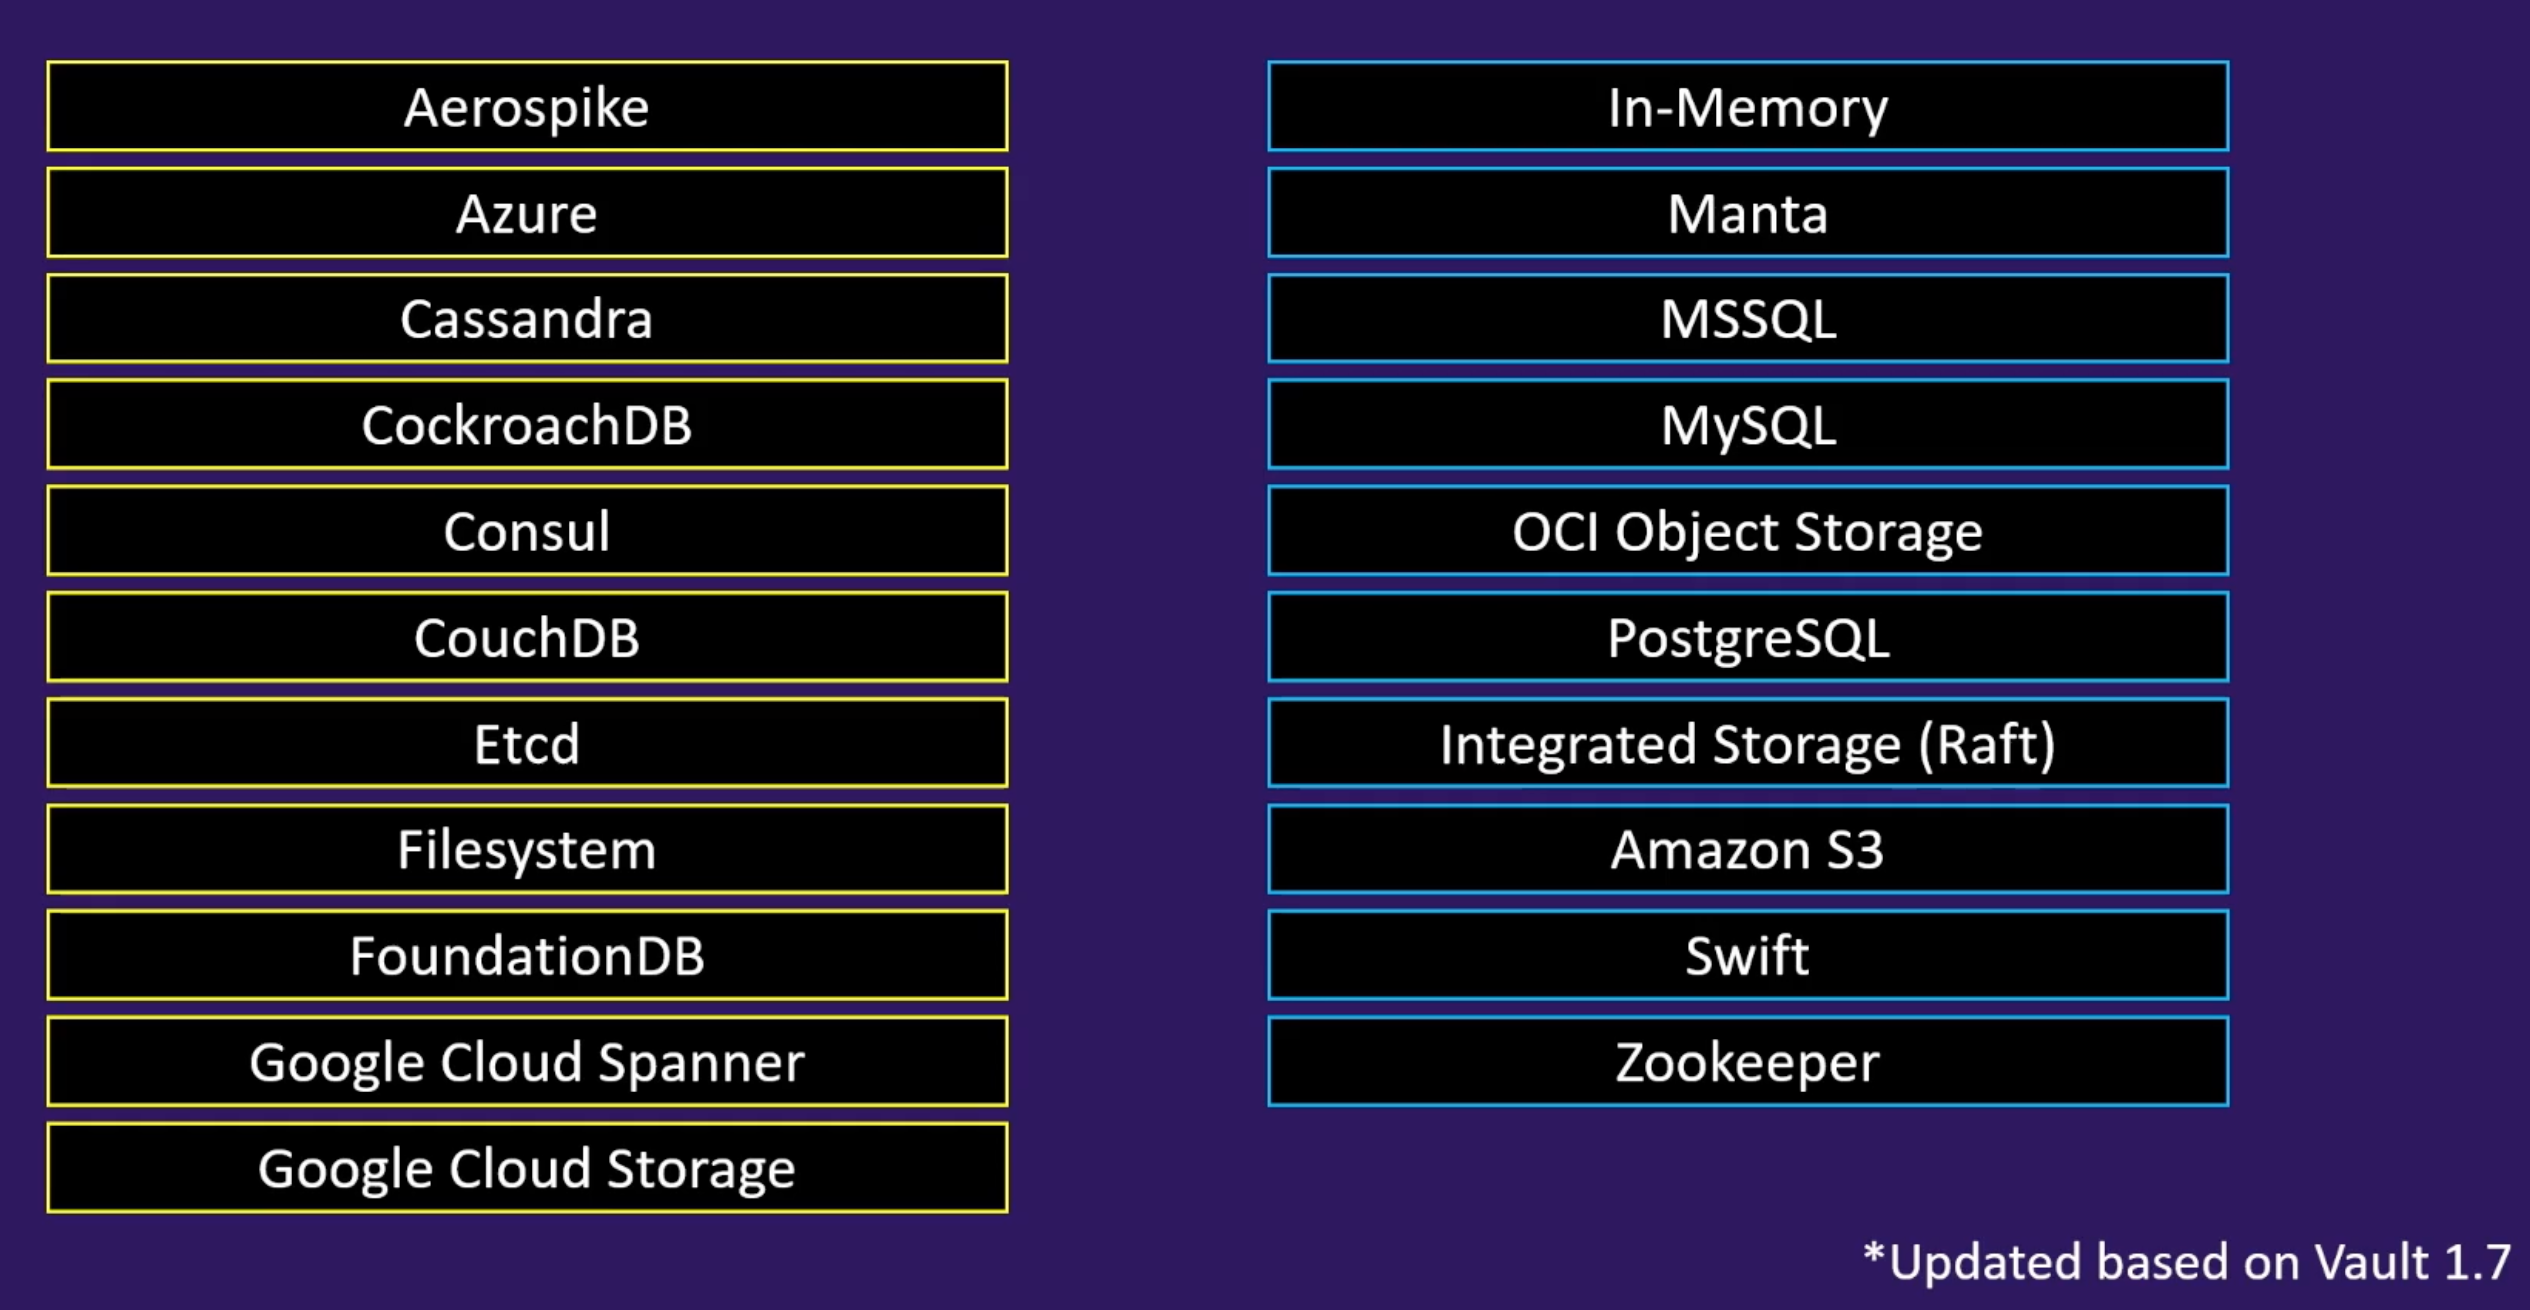 Aerospike
Azure
Cassandra
CockroachDB
Consul
CouchDB
Etcd
Filesystem
FoundationDB
Google Cloud Spanner
Google Cloud Storage
In-Memory
Manta
MSSQL
MySQL
OCI Object Storage
PostgreSQL
Integrated Storage (Raft)
Amazon S3
Swift
Zookeeper
*Updated based on Vault 1.7